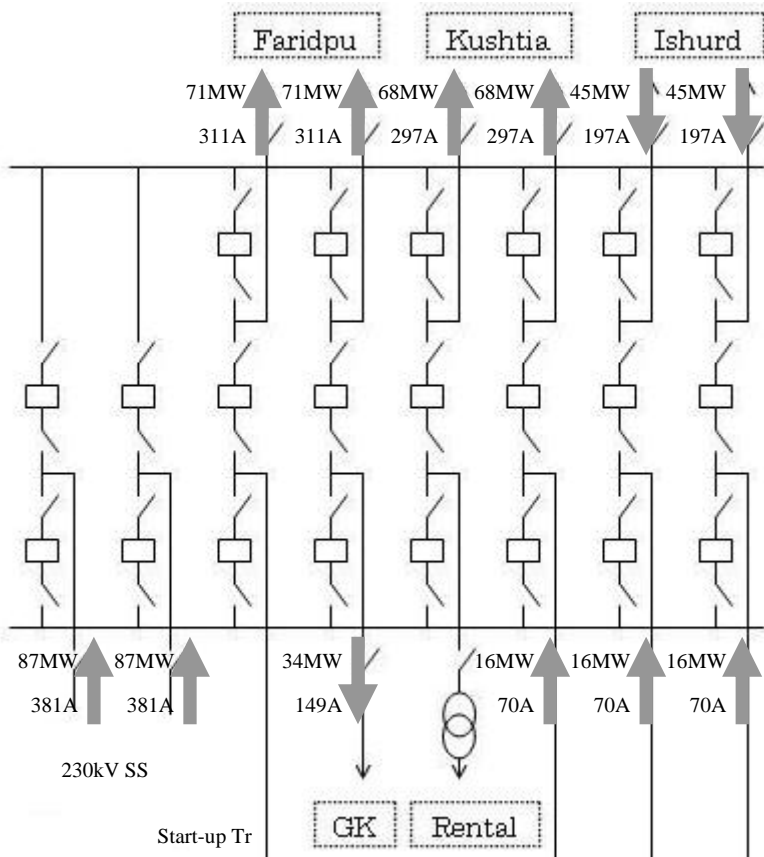 Faridpu Kushtia Ishurd
71MW 71MW 68MW 68MW 45MW 45MW
311A 311A 297A 297A 197A 197A
87MW 87MW 34MW 16MW 16MW 16MW
381A 381A 149A 70A 70A 70A
230kV SS
Start-up Tr GK Rental